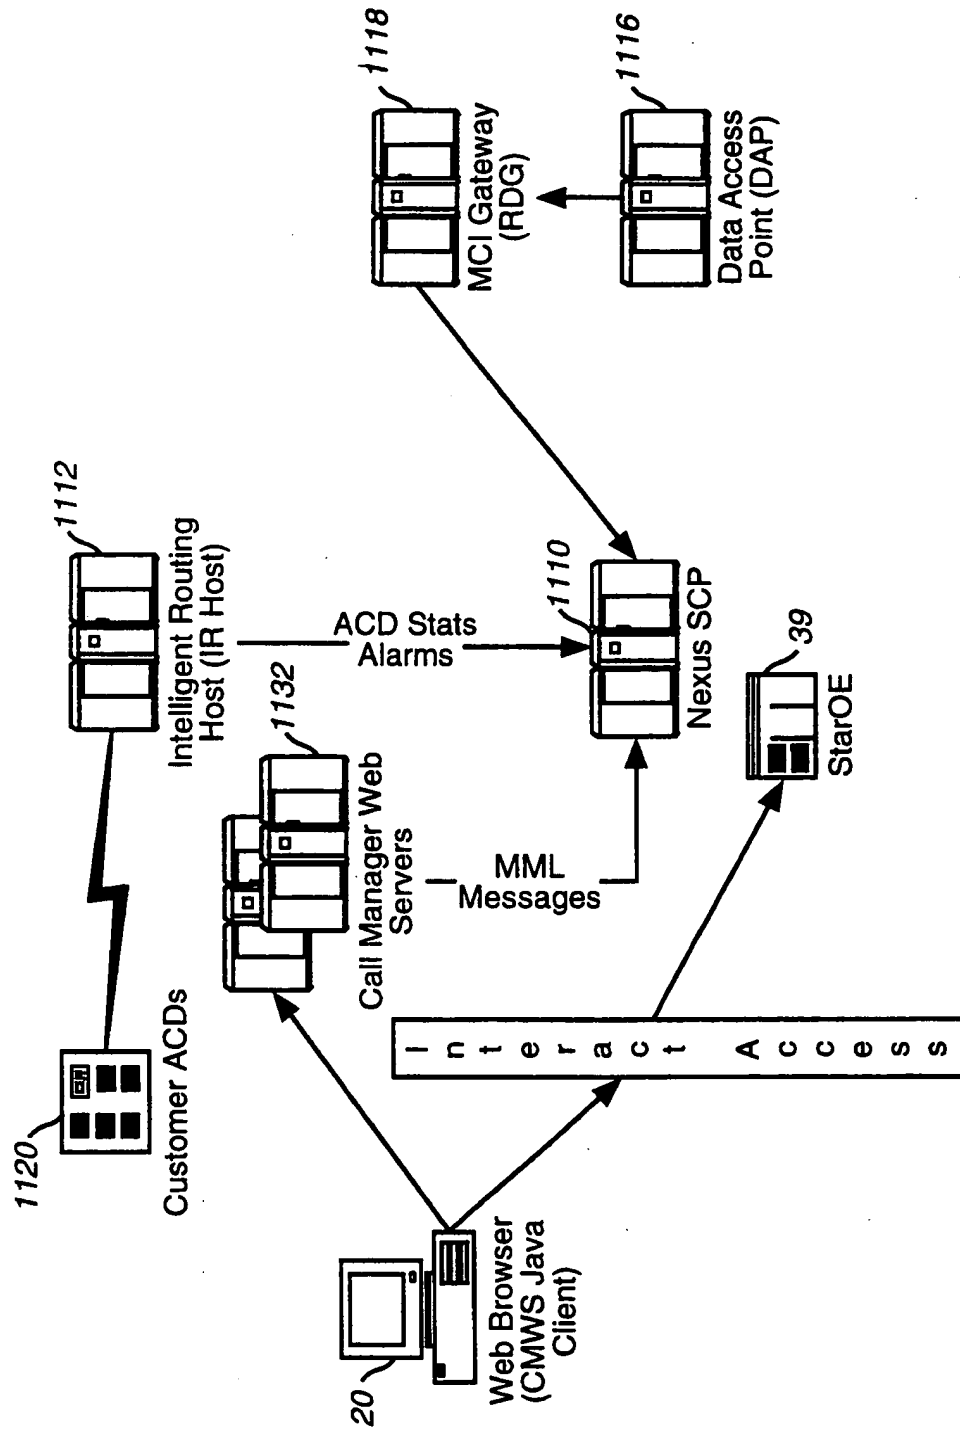 1120
Customer ACDs
1112
Intelligent Routing
Host (IR Host)
1118
MCI Gateway
(RDG)
1116
Data Access
Point (DAP)
1132
Call Manager Web
Servers
ACD Stats
Alarms
MML
Messages
1110
Nexus SCP
39
StarOE
20
Web Browser
(CMWS Java
Client)
Interact Access